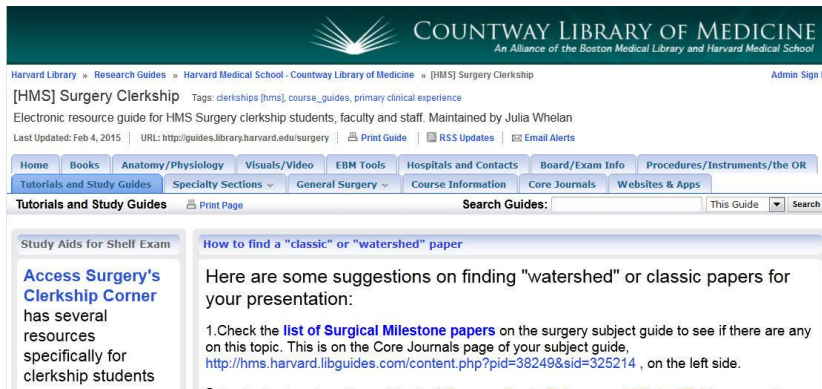 COUNTWAY LIBRARY OF MEDICINE
An Alliance of the Boston Medical Library and Harvard Medical School
Harvard Library » Research Guides » Harvard Medical School - Countway Library of Medicine » [HMS] Surgery Clerkship Admin Sign
[HMS] Surgery Clerkship Tags: clerkships [hms], course_guides, primary clinical experience
Electronic resource guide for HMS Surgery clerkship students, faculty and staff. Maintained by Julia Whelan
Last Updated: Feb 4, 2015 URL: http://guides.library.harvard.edu/surgery Print Guide RSS Updates Email Alerts
Home Books Anatomy/Physiology Visuals/Video EBM Tools Hospitals and Contacts Board/Exam Info Procedures/Instruments/the OR
Tutorials and Study Guides Specialty Sections General Surgery Course Information Core Journals Websites & Apps
Tutorials and Study Guides Print Page Search Guides: This Guide Search
Study Aids for Shelf Exam
Access Surgery's
Clerkship Corner
has several
resources
specifically for
clerkship students
How to find a "classic" or "watershed" paper
Here are some suggestions on finding "watershed" or classic papers for
your presentation:
1.Check the list of Surgical Milestone papers on the surgery subject guide to see if there are any
on this topic. This is on the Core Journals page of your subject guide,
http://hms.harvard.libguides.com/content.php?pid=38249&sid=325214 , on the left side.